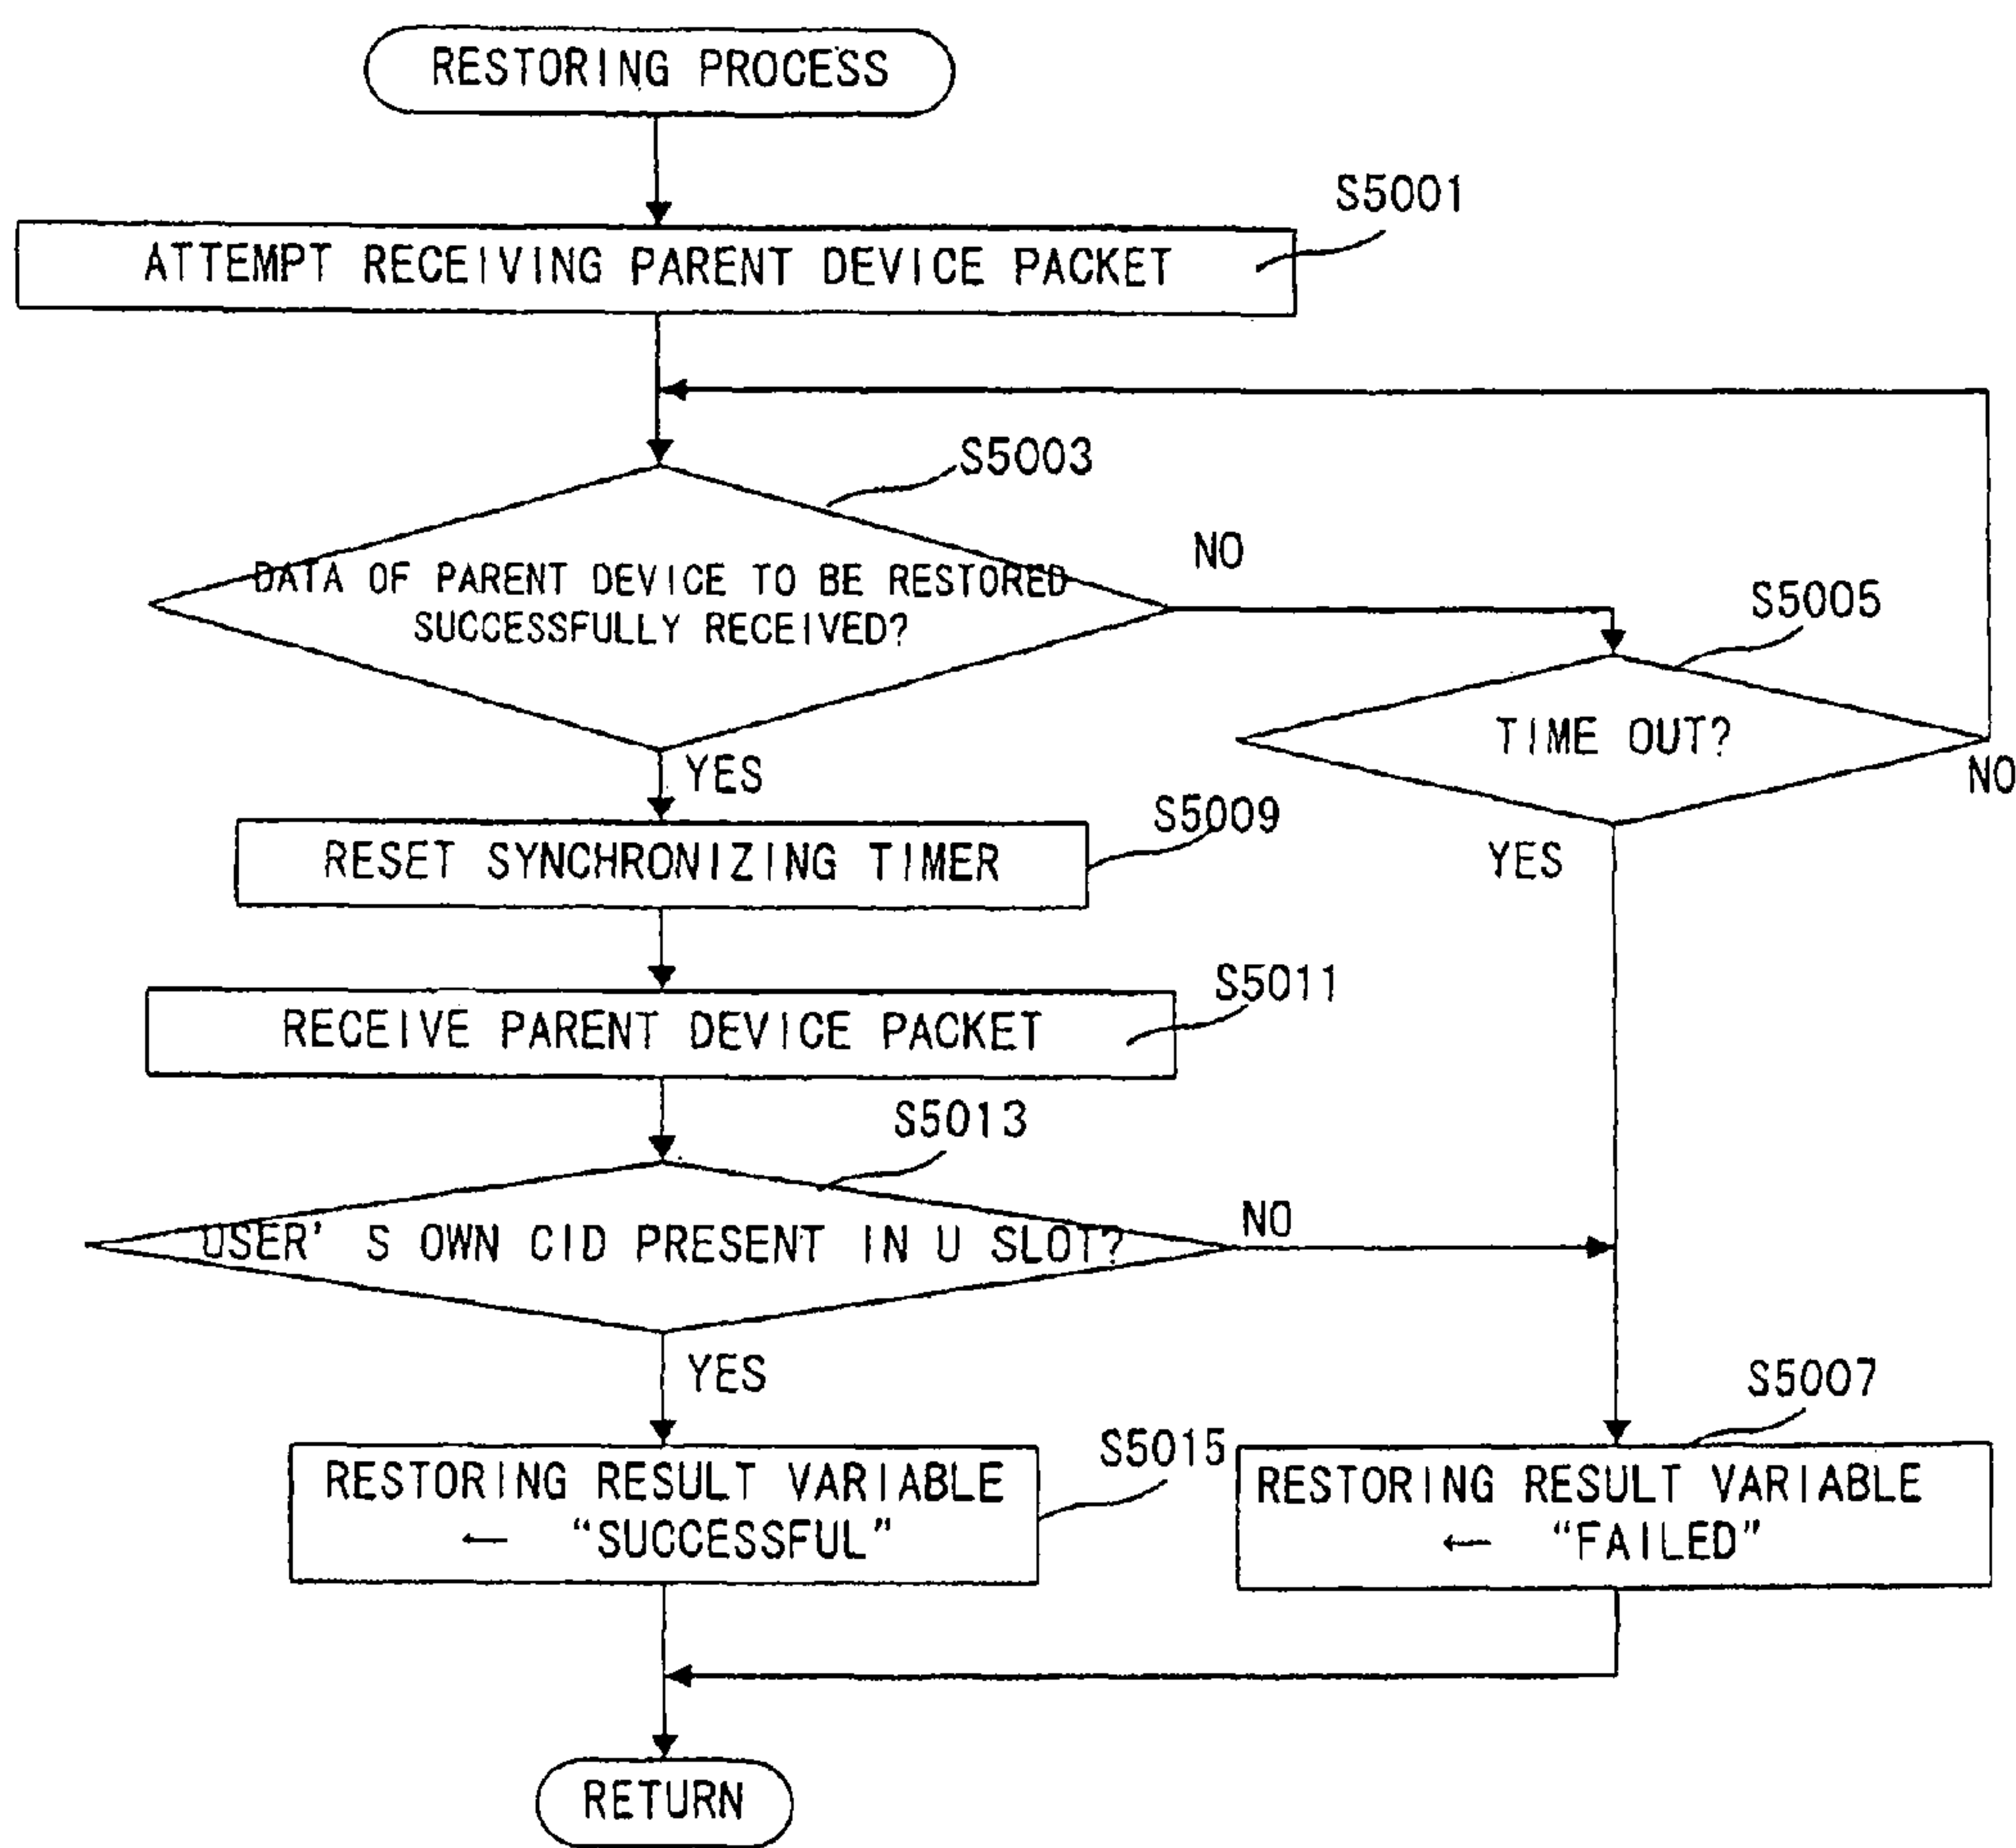 RESTORING PROCESS
S5001
ATTEMPT RECEIVING PARENT DEVICE PACKET
S5003
DATA OF PARENT DEVICE TO BE RESTORED
SUCCESSFULLY RECEIVED?
NO
S5005
TIME OUT?
NO
YES
YES
S5009
RESET SYNCHRONIZING TIMER
S5011
RECEIVE PARENT DEVICE PACKET
S5013
USER'S OWN CID PRESENT IN U SLOT?
NO
YES
S5015
RESTORING RESULT VARIABLE
← "SUCCESSFUL"
S5007
RESTORING RESULT VARIABLE
← "FAILED"
RETURN